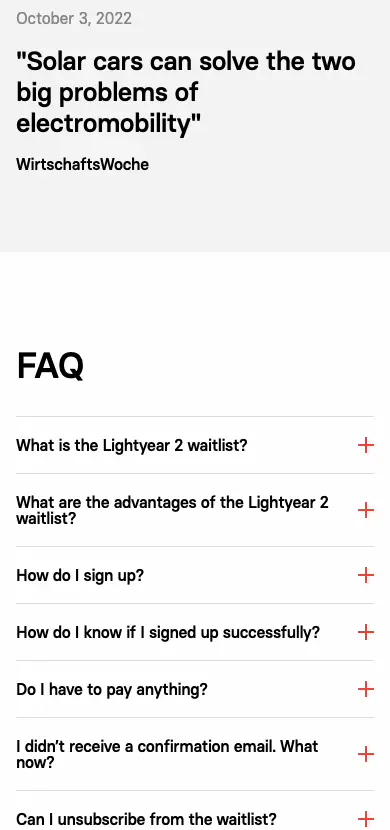 October 3, 2022
"Solar cars can solve the two
big problems of
electromobility"
WirtschaftsWoche
FAQ
What is the Lightyear 2 waitlist?
What are the advantages of the Lightyear 2
waitlist?
How do I sign up?
How do I know if I signed up successfully?
Do I have to pay anything?
I didn't receive a confirmation email. What
now?
Can I unsubscribe from the waitlist?